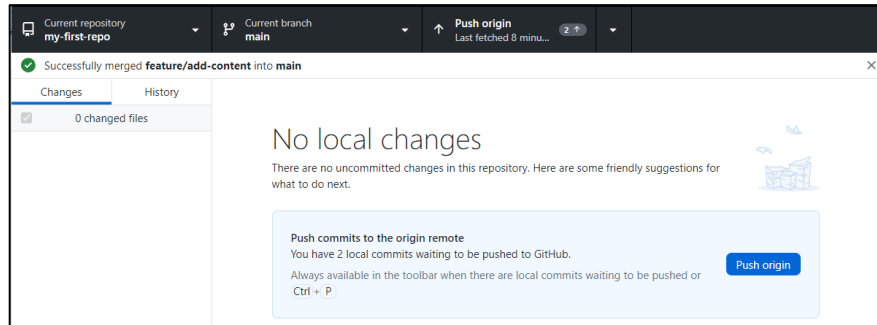 Current repository
my-first-repo
Current branch
main
Push origin
Last fetched 8 minu...
2
Successfully merged feature/add-content into main
Changes
History
0 changed files
No local changes
There are no uncommitted changes in this repository. Here are some friendly suggestions for
what to do next.
Push commits to the origin remote
You have 2 local commits waiting to be pushed to GitHub.
Always available in the toolbar when there are local commits waiting to be pushed or
Ctrl + P
Push origin